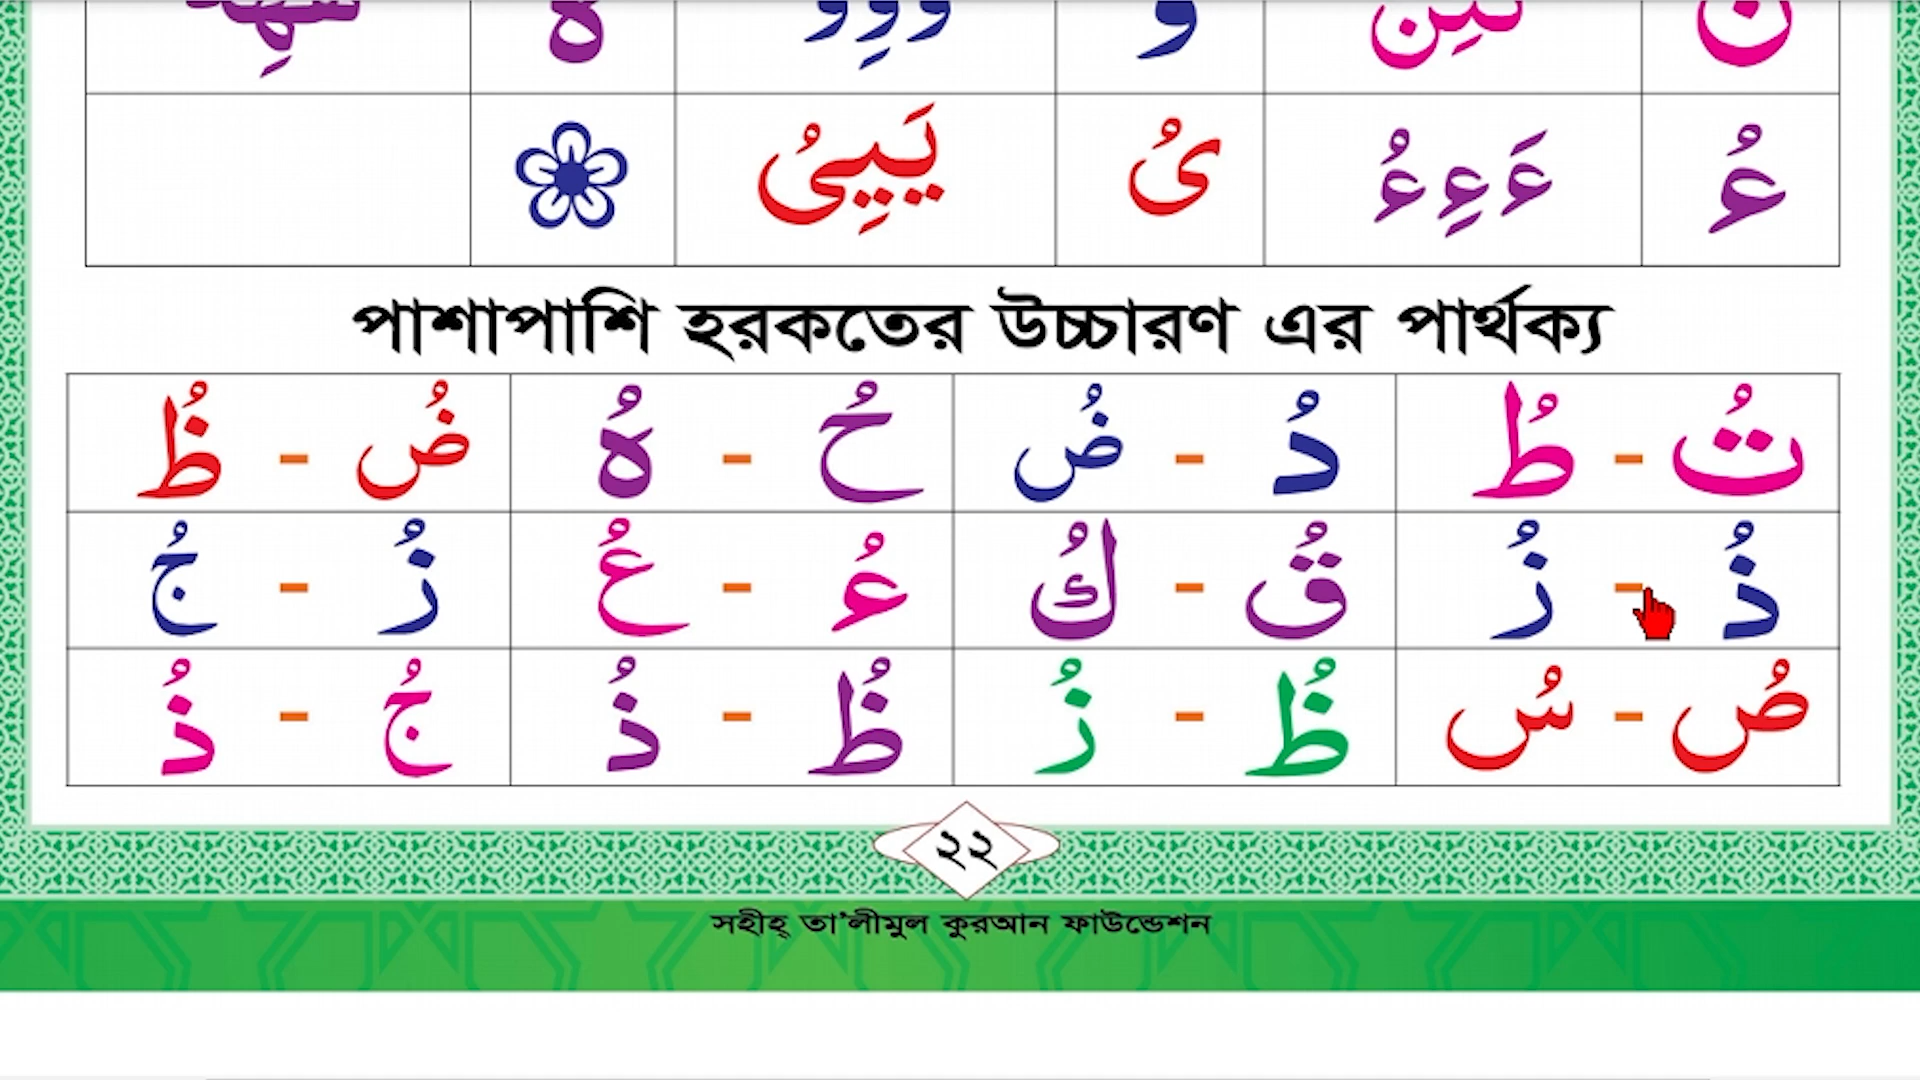 ءُ ءَءِءُ یُ یَیِیُ
পাশাপাশি হরকতের উচ্চারণ এর পার্থক্য
تُ - طُ دُ - ضُ حُ - هُ ضُ - ظُ
ذُ - زُ قُ - كُ ءُ - عُ زُ - جُ
صُ - سُ ظُ - زُ ظُ - ذُ جُ - ذُ
২২
সহীহ্ তা'লীমুল কুরআন ফাউন্ডেশন